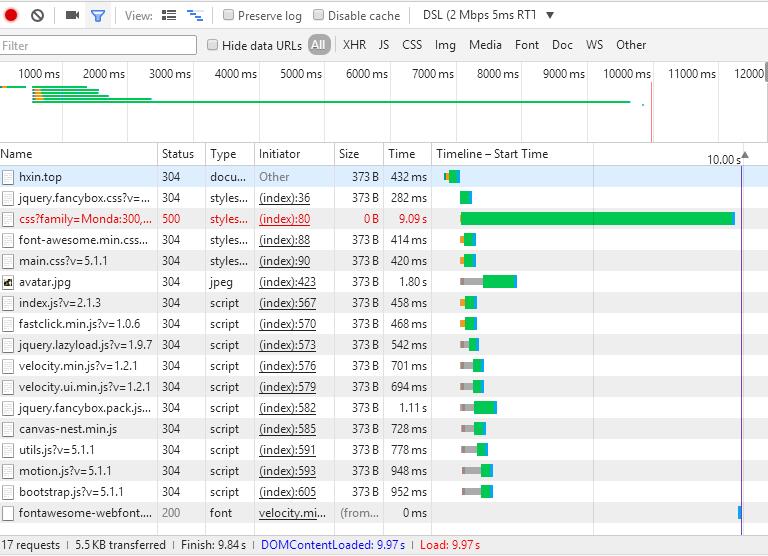 View: Preserve log Disable cache DSL (2 Mbps 5ms RTT ▼
Filter Hide data URLs All XHR JS CSS Img Media Font Doc WS Other
1000 ms 2000 ms 3000 ms 4000 ms 5000 ms 6000 ms 7000 ms 8000 ms 9000 ms 10000 ms 11000 ms 12000
Name Status Type Initiator Size Time Timeline – Start Time
10.00 s
hxin.top 304 docu... Other 373 B 432 ms
jquery.fancybox.css?v=... 304 styles... (index):36 373 B 282 ms
css?family=Monda:300,... 500 styles... (index):80 0 B 9.09 s
font-awesome.min.css... 304 styles... (index):88 373 B 414 ms
main.css?v=5.1.1 304 styles... (index):90 373 B 420 ms
avatar.jpg 304 jpeg (index):423 373 B 1.80 s
index.js?v=2.1.3 304 script (index):567 373 B 458 ms
fastclick.min.js?v=1.0.6 304 script (index):570 373 B 468 ms
jquery.lazyload.js?v=1.9.7 304 script (index):573 373 B 542 ms
velocity.min.js?v=1.2.1 304 script (index):576 373 B 701 ms
velocity.ui.min.js?v=1.2.1 304 script (index):579 373 B 694 ms
jquery.fancybox.pack.js... 304 script (index):582 373 B 1.11 s
canvas-nest.min.js 304 script (index):585 373 B 728 ms
utils.js?v=5.1.1 304 script (index):591 373 B 778 ms
motion.js?v=5.1.1 304 script (index):593 373 B 948 ms
bootstrap.js?v=5.1.1 304 script (index):605 373 B 952 ms
fontawesome-webfont.... 200 font velocity.mi... (from... 0 ms
17 requests | 5.5 KB transferred | Finish: 9.84 s | DOMContentLoaded: 9.97 s | Load: 9.97 s